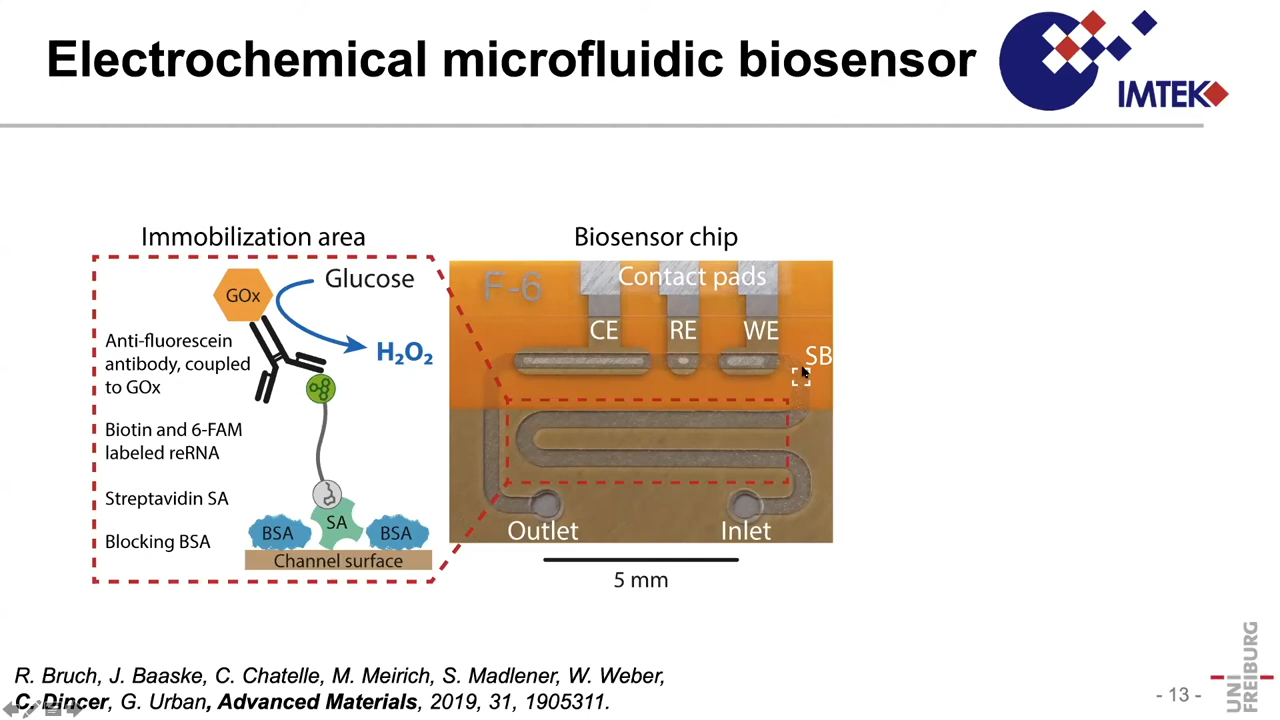 Electrochemical microfluidic biosensor
IMTEK
Immobilization area
Biosensor chip
GOx
Glucose
H₂O₂
Anti-fluorescein
antibody, coupled
to GOx
Biotin and 6-FAM
labeled reRNA
Streptavidin SA
Blocking BSA
BSA
SA
BSA
Channel surface
F-6
Contact pads
CE
RE
WE
SB
Outlet
Inlet
5 mm
R. Bruch, J. Baaske, C. Chatelle, M. Meirich, S. Madlener, W. Weber,
C. Dincer, G. Urban, Advanced Materials, 2019, 31, 1905311.
- 13 -
UNI
FREIBURG